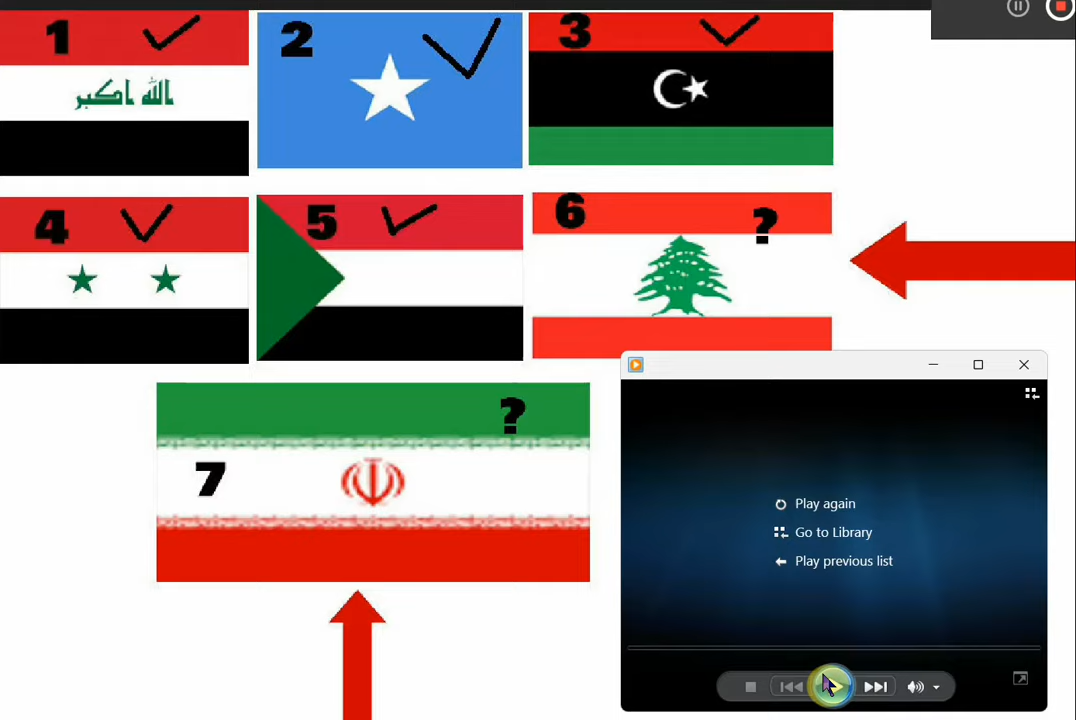 1
2
3
الله اكبر
4
5
6
?
?
7
Play again
Go to Library
Play previous list